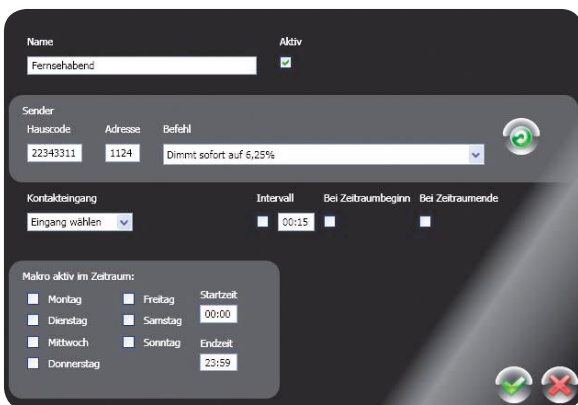 Name Aktiv
Fernsehabend
Sender
Hauscode Adresse Befehl
22343311 1124 Dimmt sofort auf 6,25%
Kontakteingang Intervall Bei Zeitraumbeginn Bei Zeitraumende
Eingang wählen 00:15
Makro aktiv im Zeitraum:
Montag Freitag Startzeit
Dienstag Samstag 00:00
Mittwoch Sonntag Endzeit
Donnerstag 23:59